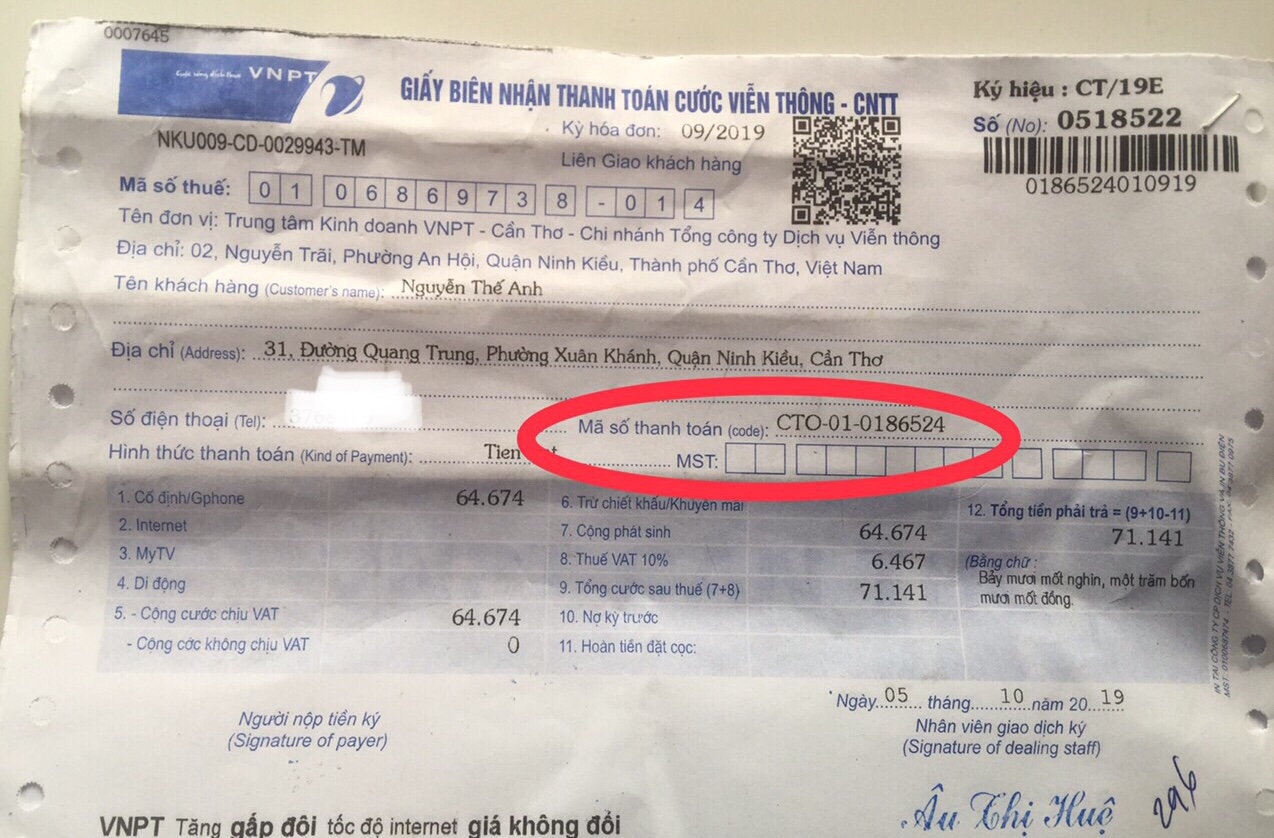 0007645
Cuộc sống đích thực VNPT
GIẤY BIÊN NHẬN THANH TOÁN CƯỚC VIỄN THÔNG - CNTT
Ký hiệu : CT/19E
Kỳ hóa đơn: 09/2019
Số (No): 0518522
NKU009-CD-0029943-TM
Liên Giao khách hàng
0186524010919
Mã số thuế: 01 0686973 8 -014
Tên đơn vị: Trung tâm Kinh doanh VNPT - Cần Thơ - Chi nhánh Tổng công ty Dịch vụ Viễn thông
Địa chỉ: 02, Nguyễn Trãi, Phường An Hội, Quận Ninh Kiều, Thành phố Cần Thơ, Việt Nam
Tên khách hàng (Customer's name): Nguyễn Thế Anh
Địa chỉ (Address): 31, Đường Quang Trung, Phường Xuân Khánh, Quận Ninh Kiều, Cần Thơ
Số điện thoại (Tel): Mã số thanh toán (code): CTO-01-0186524
Hình thức thanh toán (Kind of Payment): Tien MST:
1. Cố định/Gphone 64.674 6. Trừ chiết khấu/Khuyến mãi 12. Tổng tiền phải trả = (9+10-11)
2. Internet 7. Cộng phát sinh 64.674 71.141
3. MyTV 8. Thuế VAT 10% 6.467 (Bằng chữ :
4. Di động 9. Tổng cước sau thuế (7+8) 71.141 Bảy mươi mốt nghìn, một trăm bốn
mươi mốt đồng.
5. - Cộng cước chịu VAT 64.674 10. Nợ kỳ trước
- Cộng cớc không chịu VAT 0 11. Hoàn tiền đặt cọc:
Ngày 05 tháng 10 năm 2019
Người nộp tiền ký
(Signature of payer)
Nhân viên giao dịch ký
(Signature of dealing staff)
Âu Thị Huê
296
VNPT Tăng gấp đôi tốc độ internet giá không đổi